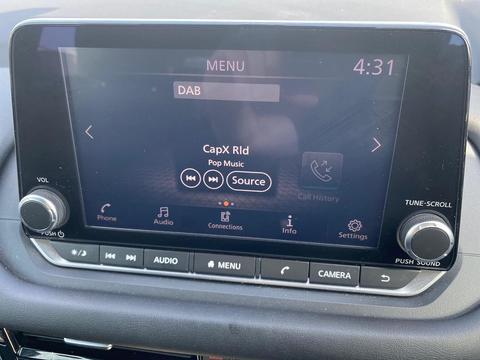 MENU
4:31
DAB
CapX Rld
Pop Music
Source
Call History
Phone
Audio
Connections
Info
Settings
VOL
PUSH
TUNE-SCROLL
PUSH SOUND
AUDIO
MENU
CAMERA